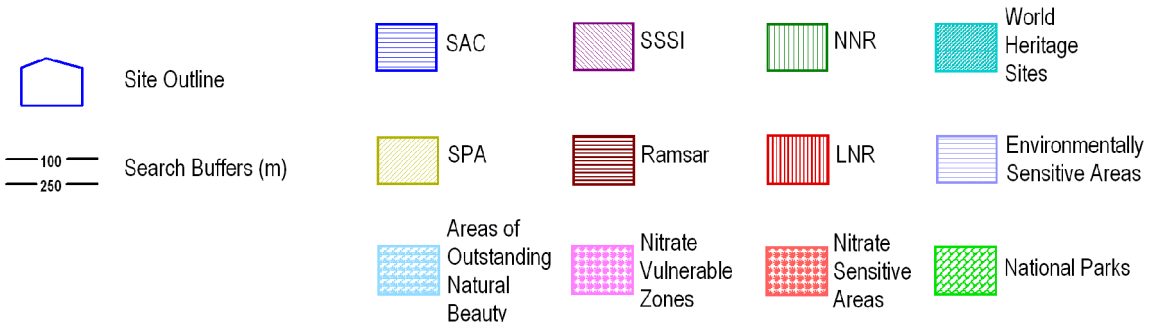 Site Outline
100
250
Search Buffers (m)
SAC
SSSI
NNR
World
Heritage
Sites
SPA
Ramsar
LNR
Environmentally
Sensitive Areas
Areas of
Outstanding
Natural
Beauty
Nitrate
Vulnerable
Zones
Nitrate
Sensitive
Areas
National Parks